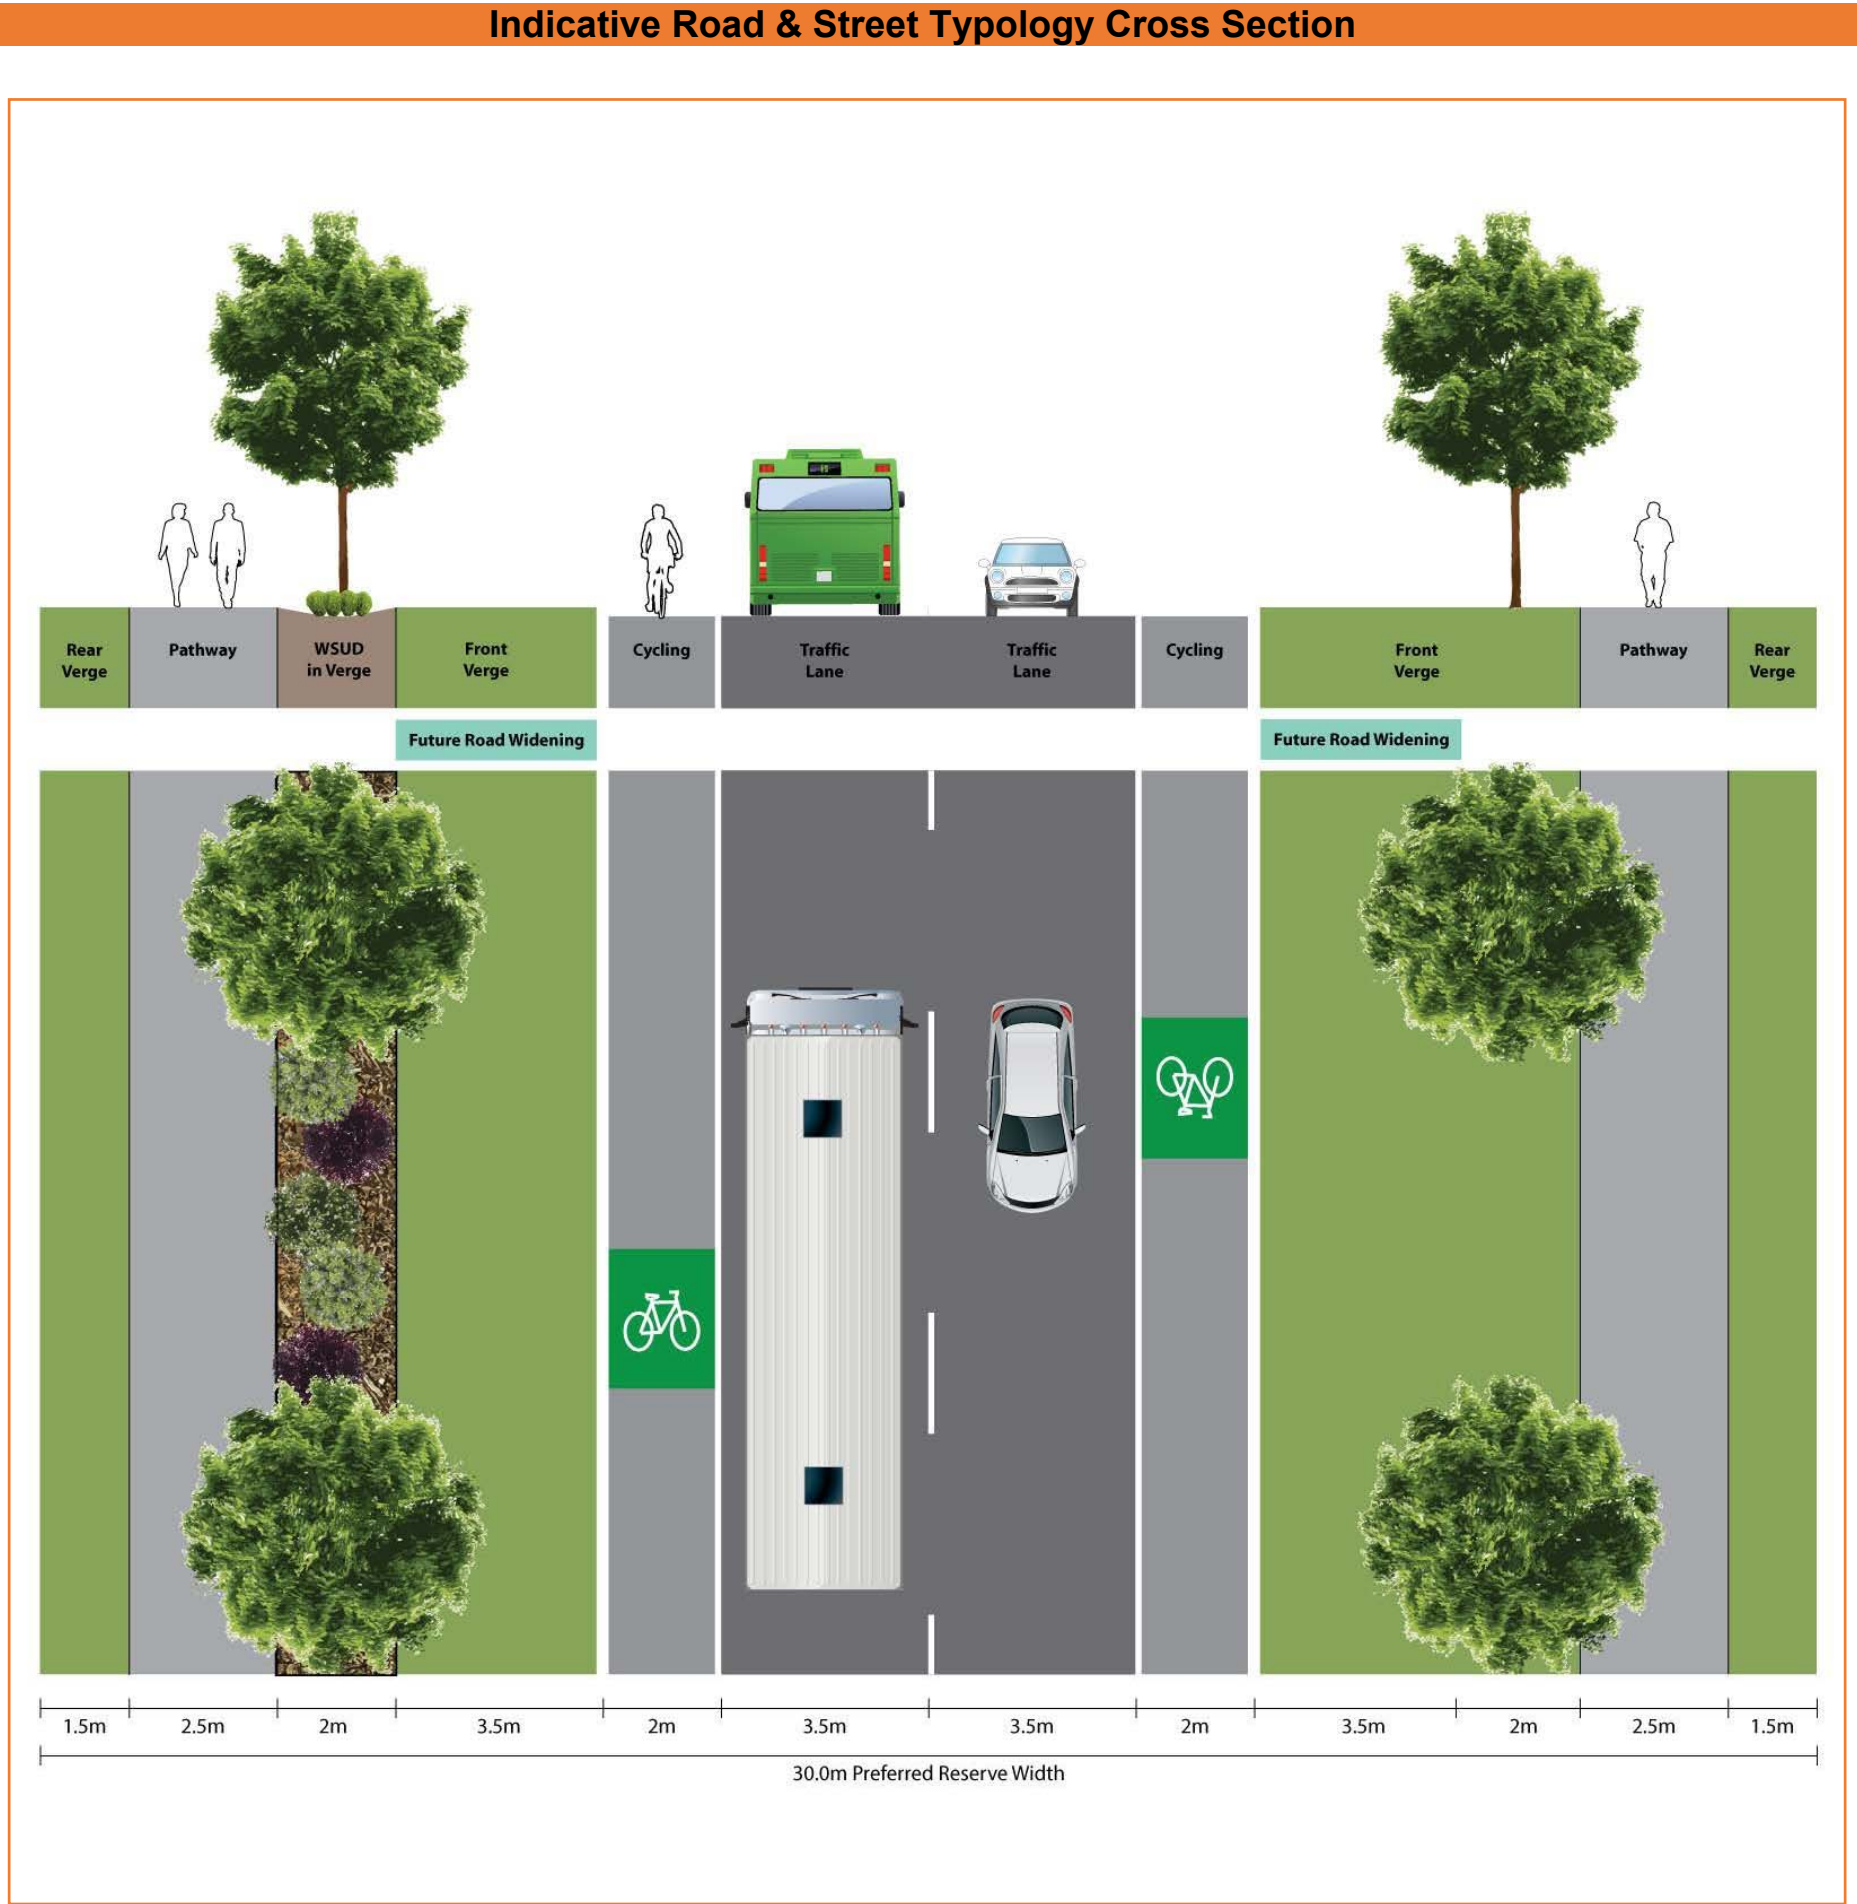 Indicative Road & Street Typology Cross Section
Rear
Verge
Pathway
WSUD
in Verge
Front
Verge
Cycling
Traffic
Lane
Traffic
Lane
Cycling
Front
Verge
Pathway
Rear
Verge
Future Road Widening
Future Road Widening
1.5m
2.5m
2m
3.5m
2m
3.5m
3.5m
2m
3.5m
2m
2.5m
1.5m
30.0m Preferred Reserve Width